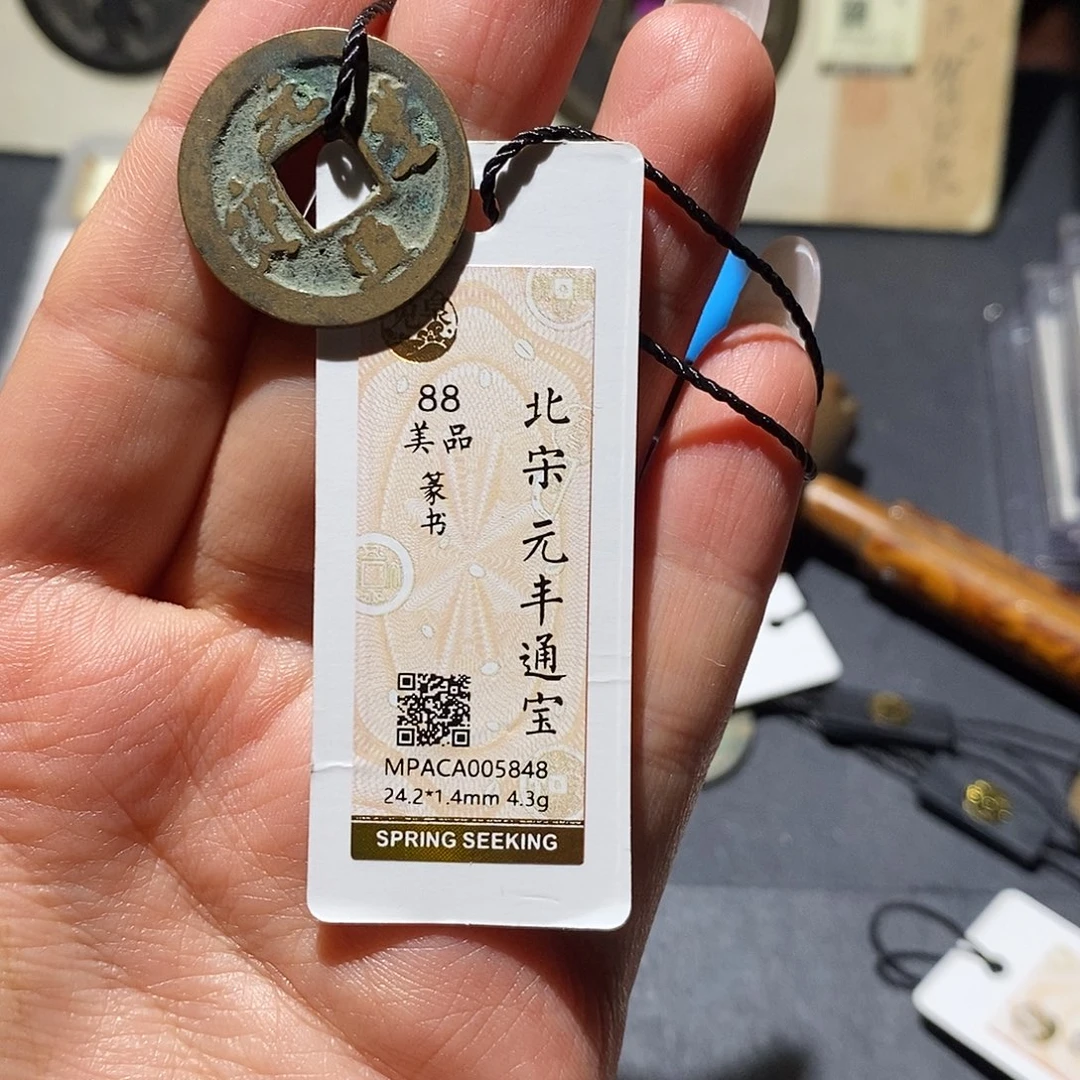 北宋元丰通宝
88
美品
篆书
MPACA005848
24.2*1.4mm 4.3g
SPRING SEEKING